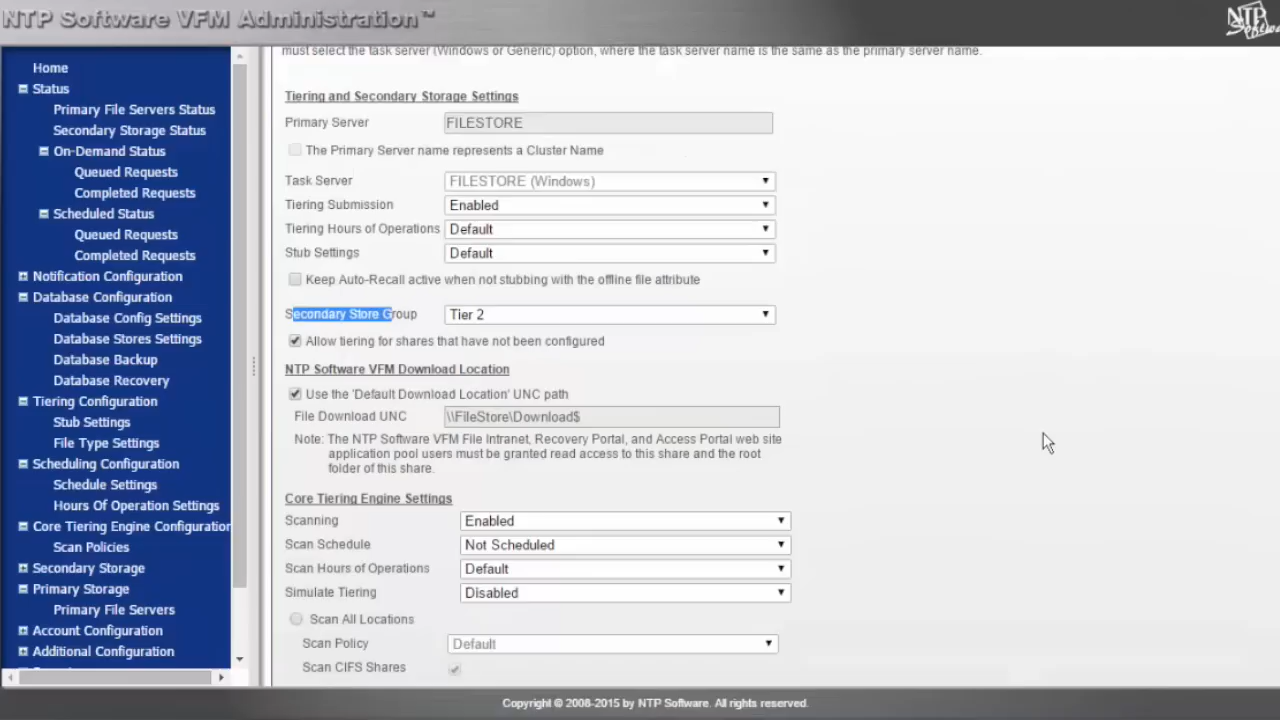 NTP Software VFM Administration™
NTP
Software
Home
Status
Primary File Servers Status
Secondary Storage Status
On-Demand Status
Queued Requests
Completed Requests
Scheduled Status
Queued Requests
Completed Requests
Notification Configuration
Database Configuration
Database Config Settings
Database Stores Settings
Database Backup
Database Recovery
Tiering Configuration
Stub Settings
File Type Settings
Scheduling Configuration
Schedule Settings
Hours Of Operation Settings
Core Tiering Engine Configuration
Scan Policies
Secondary Storage
Primary Storage
Primary File Servers
Account Configuration
Additional Configuration
must select the task server (Windows or Generic) option, where the task server name is the same as the primary server name.
Tiering and Secondary Storage Settings
Primary Server FILESTORE
The Primary Server name represents a Cluster Name
Task Server FILESTORE (Windows)
Tiering Submission Enabled
Tiering Hours of Operations Default
Stub Settings Default
Keep Auto-Recall active when not stubbing with the offline file attribute
Secondary Store Group Tier 2
Allow tiering for shares that have not been configured
NTP Software VFM Download Location
Use the 'Default Download Location' UNC path
File Download UNC \\FileStore\Download$
Note: The NTP Software VFM File Intranet, Recovery Portal, and Access Portal web site
application pool users must be granted read access to this share and the root
folder of this share.
Core Tiering Engine Settings
Scanning Enabled
Scan Schedule Not Scheduled
Scan Hours of Operations Default
Simulate Tiering Disabled
Scan All Locations
Scan Policy Default
Scan CIFS Shares
Copyright © 2008-2015 by NTP Software. All rights reserved.